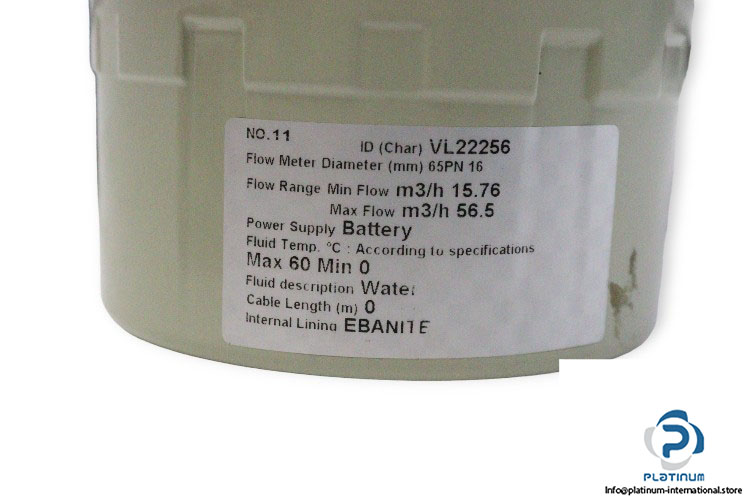 NO.11
ID (Char) VL22256
Flow Meter Diameter (mm) 65PN 16
Flow Range Min Flow m3/h 15.76
Max Flow m3/h 56.5
Power Supply Battery
Fluid Temp. °C : According to specifications
Max 60 Min 0
Fluid description Water
Cable Length (m) 0
Internal Lining EBANITE
PLATINUM
Info@platinum-international.store